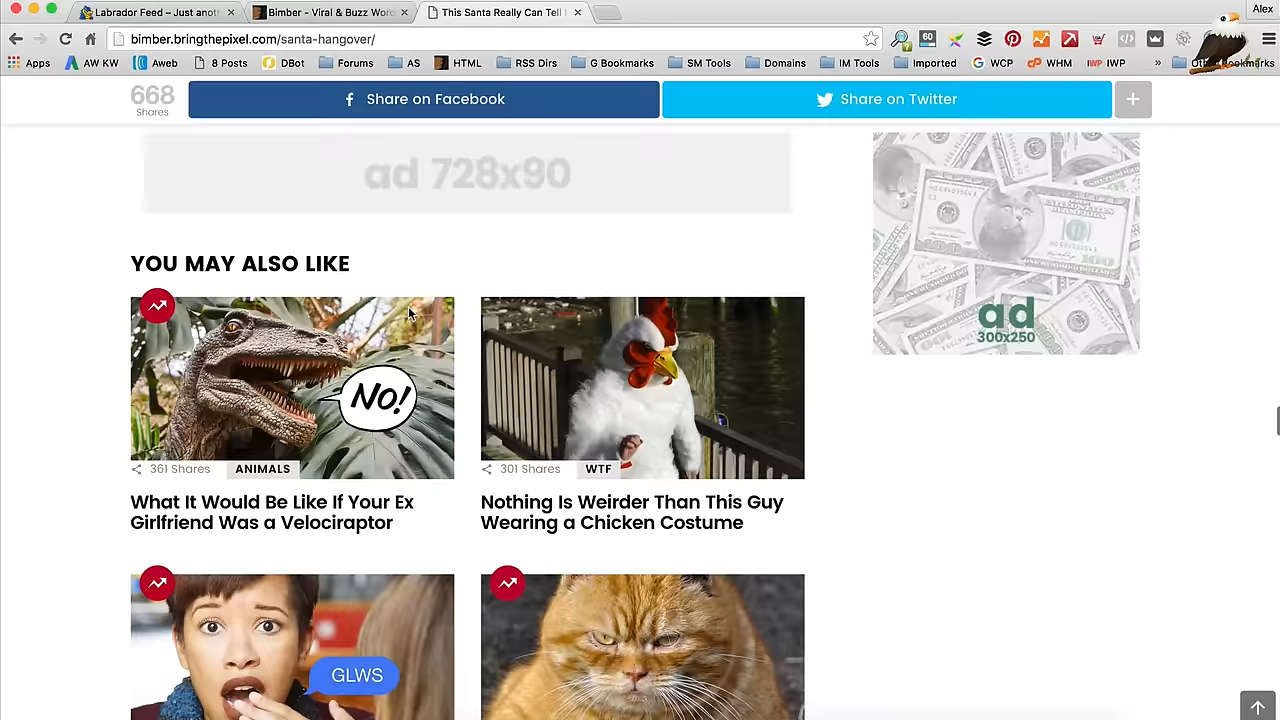 Alex
Labrador Feed – Just anoth
Bimber - Viral & Buzz Word
This Santa Really Can Tell
bimber.bringthepixel.com/santa-hangover/
60
Apps
AW KW
Aweb
8 Posts
DBot
Forums
AS
HTML
RSS Dirs
G Bookmarks
SM Tools
Domains
IM Tools
Imported
WCP
WHM
IWP IWP
»
668
Shares
Share on Facebook
Share on Twitter
+
ad 728x90
ad
300x250
YOU MAY ALSO LIKE
No!
361 Shares
ANIMALS
301 Shares
WTF
What It Would Be Like If Your Ex
Girlfriend Was a Velociraptor
Nothing Is Weirder Than This Guy
Wearing a Chicken Costume
GLWS